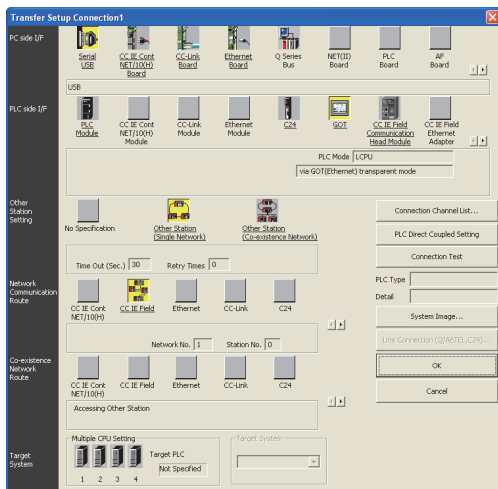 Transfer Setup Connection1
PC side I/F
Serial USB
CC IE Cont NET/10(H) Board
CC-Link Board
Ethernet Board
Q Series Bus
NET(II) Board
PLC Board
AF Board
USB
PLC side I/F
PLC Module
CC IE Cont NET/10(H) Module
CC-Link Module
Ethernet Module
C24
GOT
CC IE Field Communication Head Module
CC IE Field Ethernet Adapter
PLC Mode LCPU
via GOT(Ethernet) transparent mode
Other Station Setting
No Specification
Other Station (Single Network)
Other Station (Co-existence Network)
Time Out (Sec.) 30 Retry Times 0
Connection Channel List...
PLC Direct Coupled Setting
Connection Test
PLC Type
Detail
System Image...
Line Connection (Q/A6TEL,C24)...
OK
Cancel
Network Communication Route
CC IE Cont NET/10(H)
CC IE Field
Ethernet
CC-Link
C24
Network No. 1 Station No. 0
Co-existence Network Route
CC IE Cont NET/10(H)
CC IE Field
Ethernet
CC-Link
C24
Accessing Other Station
Target System
Multiple CPU Setting
1 2 3 4
Target PLC
Not Specified
Target System